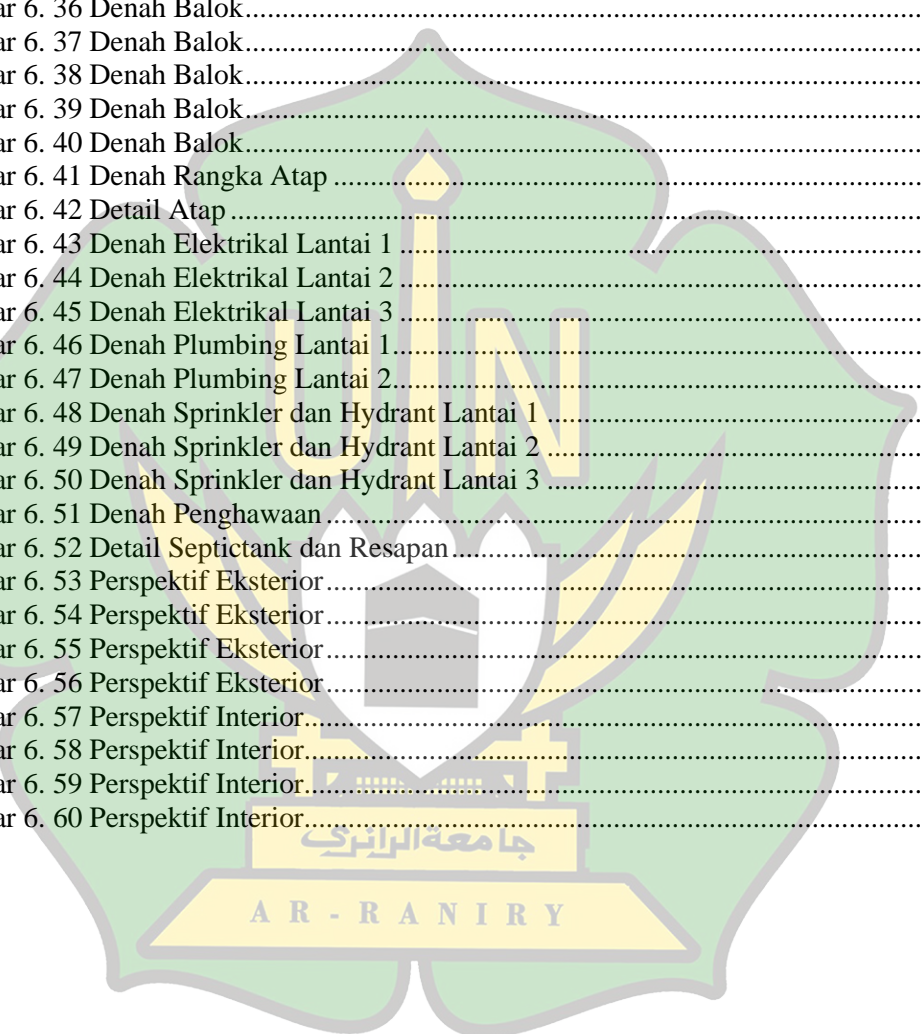 ar 6. 36 Denah Balok
ar 6. 37 Denah Balok
ar 6. 38 Denah Balok
ar 6. 39 Denah Balok
ar 6. 40 Denah Balok
ar 6. 41 Denah Rangka Atap
ar 6. 42 Detail Atap
ar 6. 43 Denah Elektrikal Lantai 1
ar 6. 44 Denah Elektrikal Lantai 2
ar 6. 45 Denah Elektrikal Lantai 3
ar 6. 46 Denah Plumbing Lantai 1
ar 6. 47 Denah Plumbing Lantai 2
ar 6. 48 Denah Sprinkler dan Hydrant Lantai 1
ar 6. 49 Denah Sprinkler dan Hydrant Lantai 2
ar 6. 50 Denah Sprinkler dan Hydrant Lantai 3
ar 6. 51 Denah Penghawaan
ar 6. 52 Detail Septictank dan Resapan
ar 6. 53 Perspektif Eksterior
ar 6. 54 Perspektif Eksterior
ar 6. 55 Perspektif Eksterior
ar 6. 56 Perspektif Eksterior
ar 6. 57 Perspektif Interior
ar 6. 58 Perspektif Interior
ar 6. 59 Perspektif Interior
ar 6. 60 Perspektif Interior
UIN
جامعة الرانري
AR-RANIRY